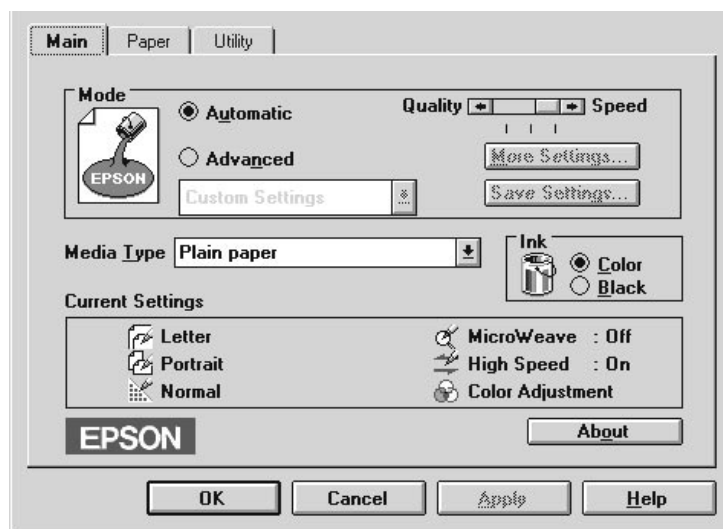 Main Paper Utility
Mode
Automatic
Quality Speed
EPSON
Advanced
More Settings...
Custom Settings
Save Settings...
Media Type Plain paper
Ink
Color
Black
Current Settings
Letter MicroWeave : Off
Portrait High Speed : On
Normal Color Adjustment
EPSON
About
OK Cancel Apply Help